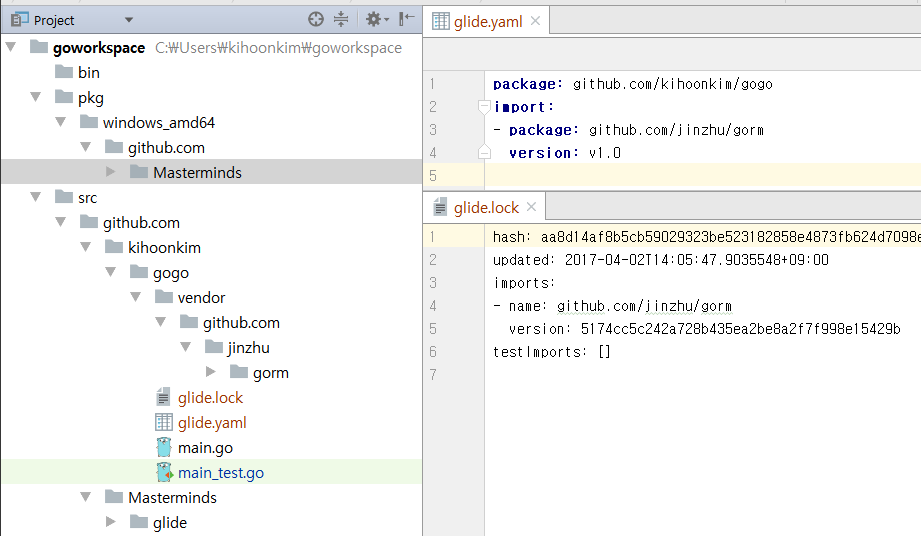 Project
goworkspace C:₩Users₩kihoonkim₩goworkspace
bin
pkg
windows_amd64
github.com
Masterminds
src
github.com
kihoonkim
gogo
vendor
github.com
jinzhu
gorm
glide.lock
glide.yaml
main.go
main_test.go
Masterminds
glide
glide.yaml
1 package: github.com/kihoonkim/gogo
2 import:
3 - package: github.com/jinzhu/gorm
4 version: v1.0
5
glide.lock
1 hash: aa8d14af8b5cb59029323be523182858e4873fb624d7098e
2 updated: 2017-04-02T14:05:47.9035548+09:00
3 imports:
4 - name: github.com/jinzhu/gorm
5 version: 5174cc5c242a728b435ea2be8a2f7f998e15429b
6 testImports: []
7